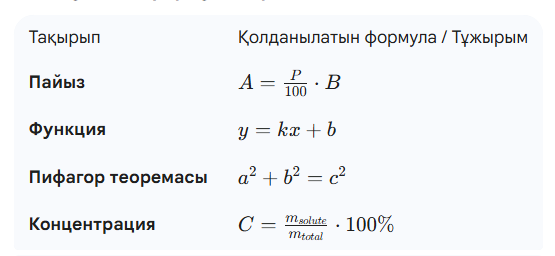 Тақырып Қолданылатын формула / Тұжырым
Пайыз A = P/100 · B
Функция y = kx + b
Пифагор теоремасы a² + b² = c²
Концентрация C = m_solute/m_total · 100%